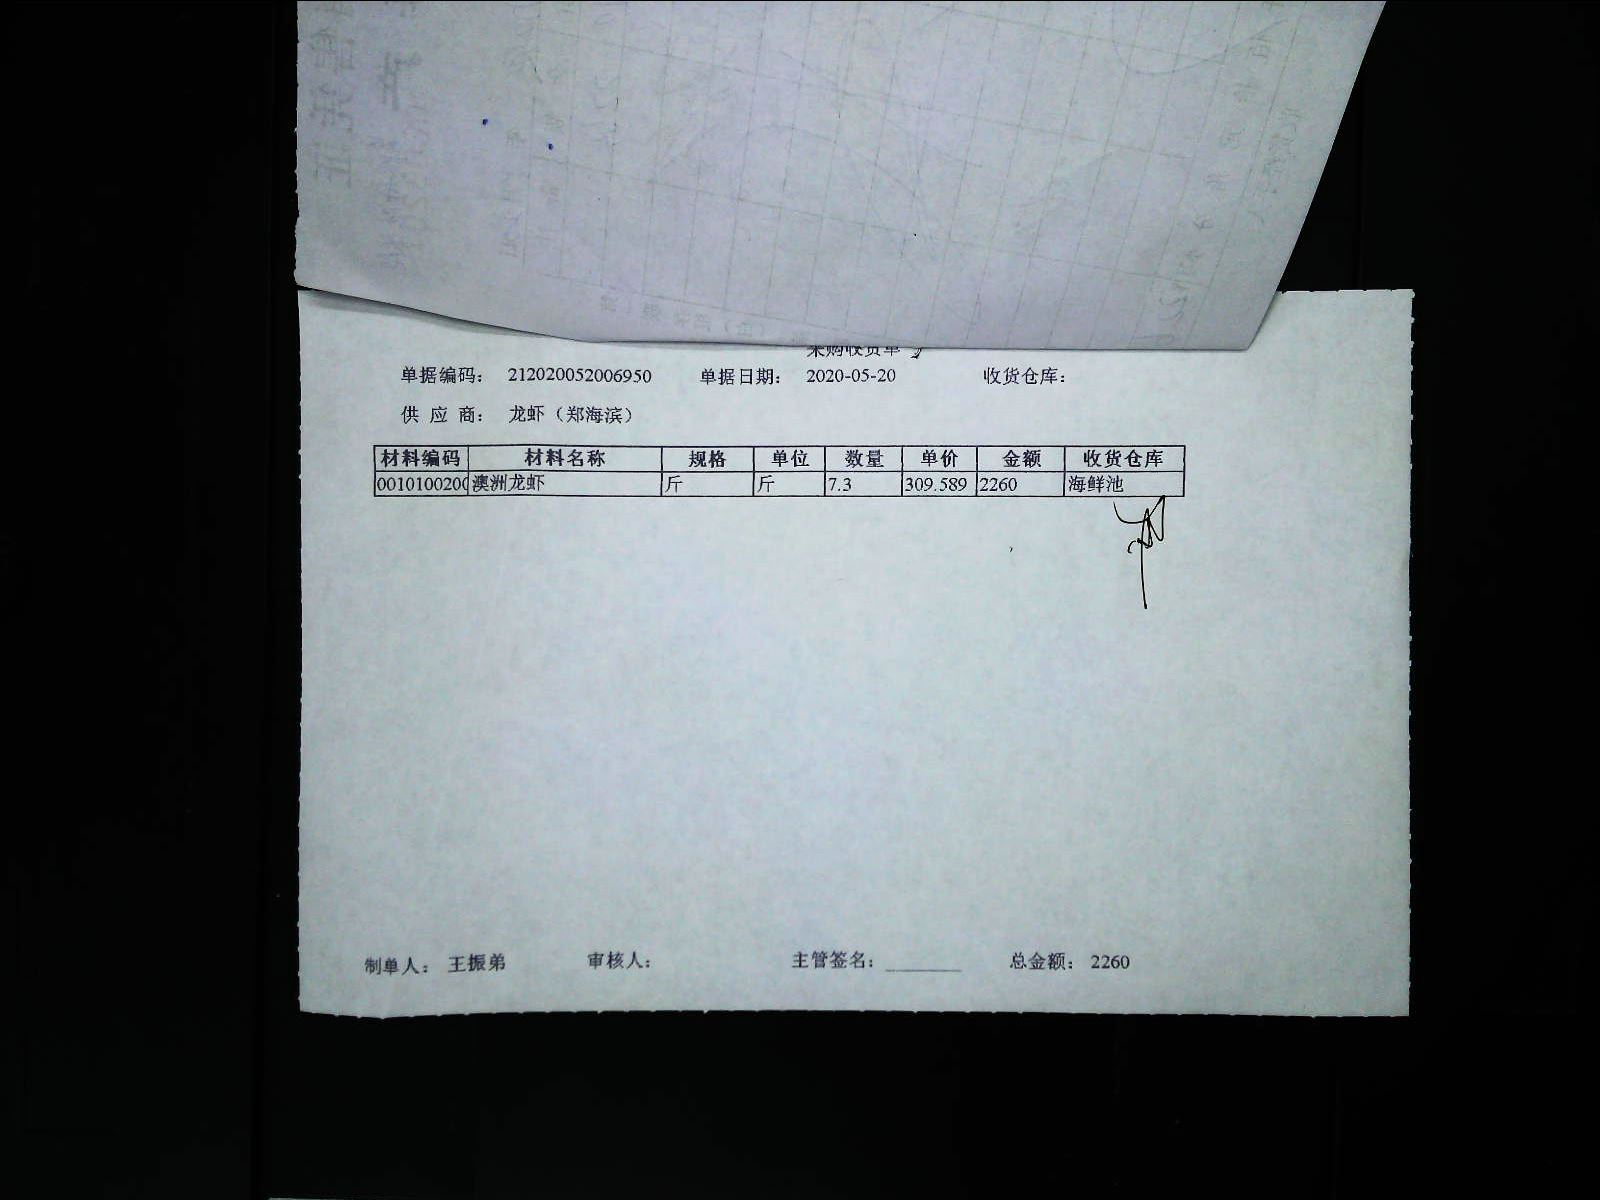 采购收货单
单据编码: 212020052006950 单据日期: 2020-05-20 收货仓库:
供 应 商: 龙虾（郑海滨）
材料编码 材料名称 规格 单位 数量 单价 金额 收货仓库
0010100200 澳洲龙虾 斤 斤 7.3 309.589 2260 海鲜池
制单人: 王振弟 审核人: 主管签名: ________ 总金额: 2260